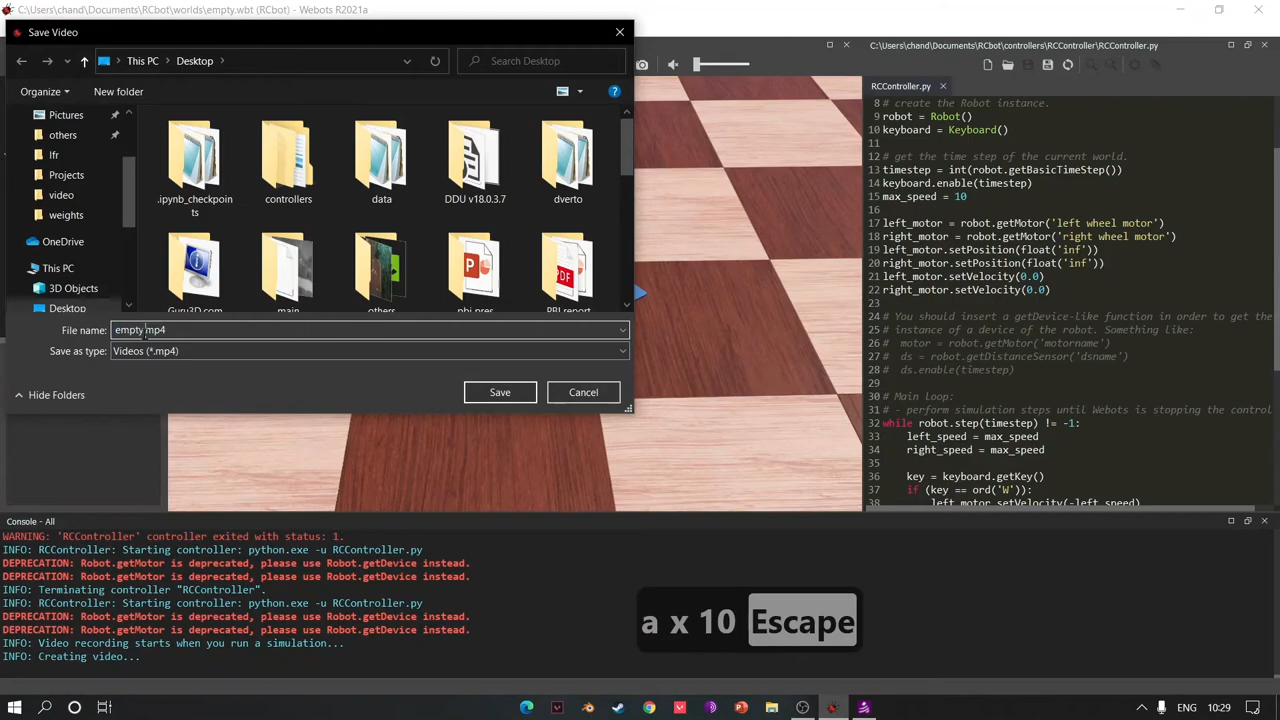 C:\Users\chand\Documents\RCbot\worlds\empty.wbt (RCbot) - Webots R2021a
Save Video
This PC
Desktop
Search Desktop
Organize
New folder
Pictures
others
lfr
Projects
video
weights
OneDrive
This PC
3D Objects
Desktop
.ipynb_checkpoints
controllers
data
DDU v18.0.3.7
dverto
Guru3D.com
main
others
pbi pres
PBI report
File name: empty.mp4
Save as type: Videos (*.mp4)
Hide Folders
Save
Cancel
C:\Users\chand\Documents\RCbot\controllers\RCController\RCController.py
RCController.py
8 # create the Robot instance.
9 robot = Robot()
10 keyboard = Keyboard()
11
12 # get the time step of the current world.
13 timestep = int(robot.getBasicTimeStep())
14 keyboard.enable(timestep)
15 max_speed = 10
16
17 left_motor = robot.getMotor('left wheel motor')
18 right_motor = robot.getMotor('right wheel motor')
19 left_motor.setPosition(float('inf'))
20 right_motor.setPosition(float('inf'))
21 left_motor.setVelocity(0.0)
22 right_motor.setVelocity(0.0)
23
24 # You should insert a getDevice-like function in order to get the
25 # instance of a device of the robot. Something like:
26 #  motor = robot.getMotor('motorname')
27 #  ds = robot.getDistanceSensor('dsname')
28 #  ds.enable(timestep)
29
30 # Main loop:
31 # - perform simulation steps until Webots is stopping the control
32 while robot.step(timestep) != -1:
33 left_speed = max_speed
34 right_speed = max_speed
35
36 key = keyboard.getKey()
37 if (key == ord('W')):
38 left_motor.setVelocity(-left_speed)
Console - All
WARNING: 'RCController' controller exited with status: 1.
INFO: RCController: Starting controller: python.exe -u RCController.py
DEPRECATION: Robot.getMotor is deprecated, please use Robot.getDevice instead.
DEPRECATION: Robot.getMotor is deprecated, please use Robot.getDevice instead.
INFO: Terminating controller "RCController".
INFO: RCController: Starting controller: python.exe -u RCController.py
DEPRECATION: Robot.getMotor is deprecated, please use Robot.getDevice instead.
DEPRECATION: Robot.getMotor is deprecated, please use Robot.getDevice instead.
INFO: Video recording starts when you run a simulation...
INFO: Creating video...
a x 10 Escape
ENG
10:29